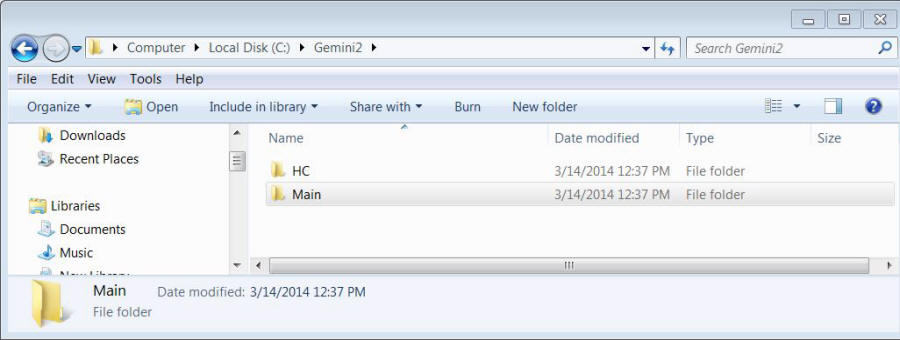 Computer Local Disk (C:) Gemini2 Search Gemini2
File Edit View Tools Help
Organize Open Include in library Share with Burn New folder
Downloads
Recent Places
Libraries
Documents
Music
New Library
Name Date modified Type Size
HC 3/14/2014 12:37 PM File folder
Main 3/14/2014 12:37 PM File folder
Main Date modified: 3/14/2014 12:37 PM
File folder